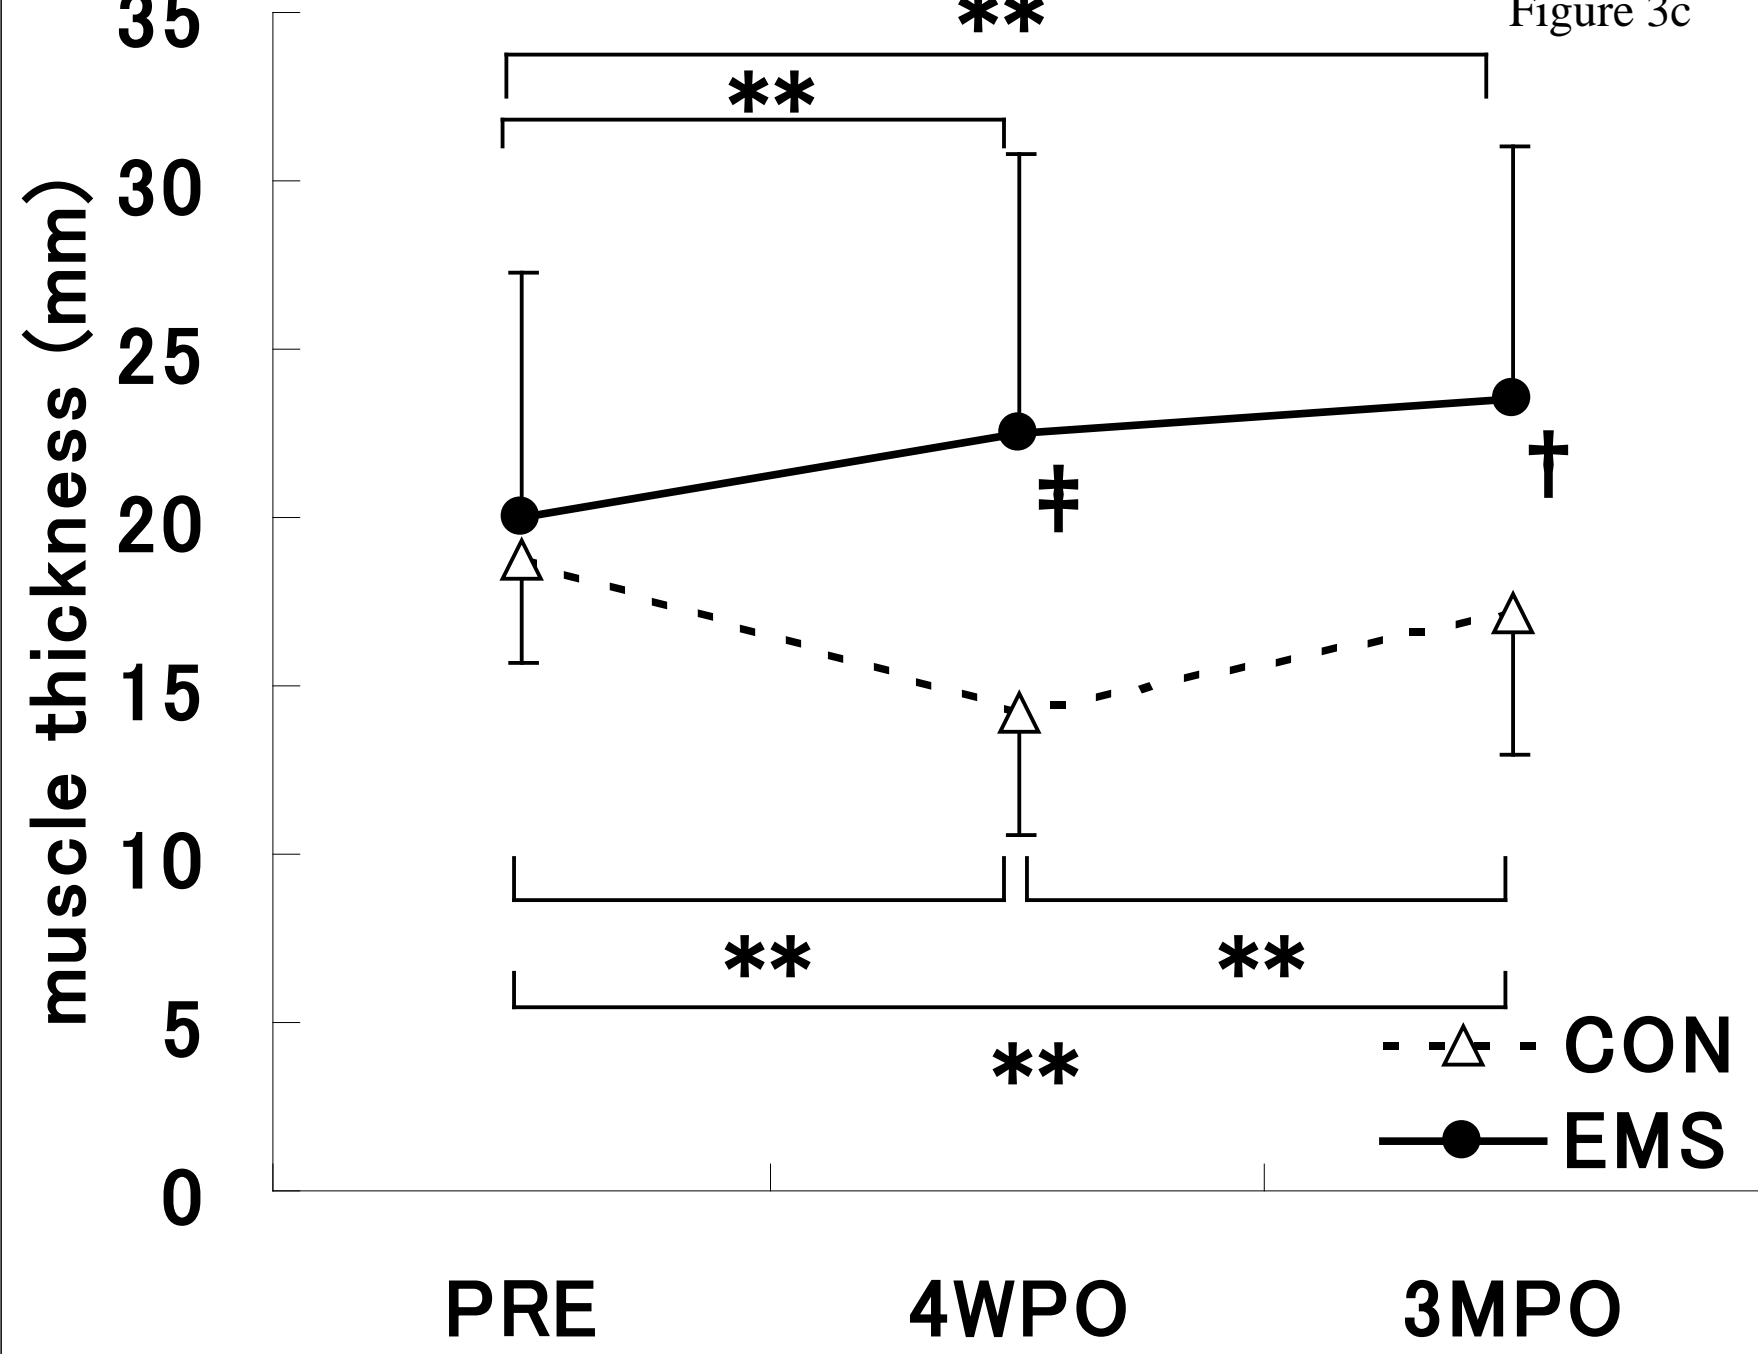 Figure 3c
**
**
35
30
25
20
15
10
5
0
muscle thickness (mm)
‡
†
** **
**
CON
EMS
PRE 4WPO 3MPO